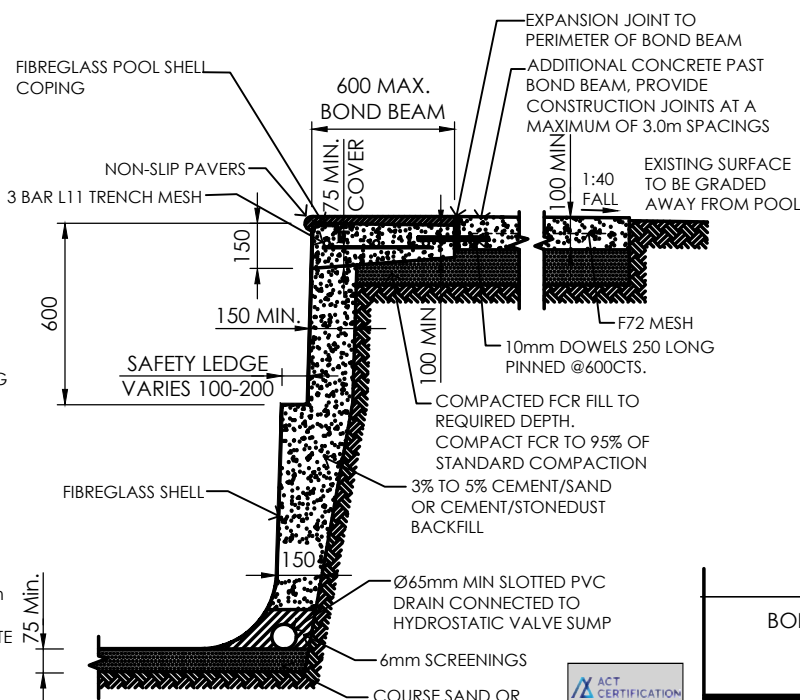 EXPANSION JOINT TO
PERIMETER OF BOND BEAM
FIBREGLASS POOL SHELL
COPING
600 MAX.
BOND BEAM
ADDITIONAL CONCRETE PAST
BOND BEAM, PROVIDE
CONSTRUCTION JOINTS AT A
MAXIMUM OF 3.0m SPACINGS
75 MIN.
COVER
100 MIN
1:40
FALL
EXISTING SURFACE
TO BE GRADED
AWAY FROM POOL
NON-SLIP PAVERS
3 BAR L11 TRENCH MESH
150
600
150 MIN.
100 MIN
F72 MESH
10mm DOWELS 250 LONG
PINNED @600CTS.
SAFETY LEDGE
VARIES 100-200
G
COMPACTED FCR FILL TO
REQUIRED DEPTH.
COMPACT FCR TO 95% OF
STANDARD COMPACTION
FIBREGLASS SHELL
3% TO 5% CEMENT/SAND
OR CEMENT/STONEDUST
BACKFILL
150
Ø65mm MIN SLOTTED PVC
DRAIN CONNECTED TO
HYDROSTATIC VALVE SUMP
75 Min.
TE
BO
6mm SCREENINGS
COURSE SAND OR
ACT
CERTIFICATION